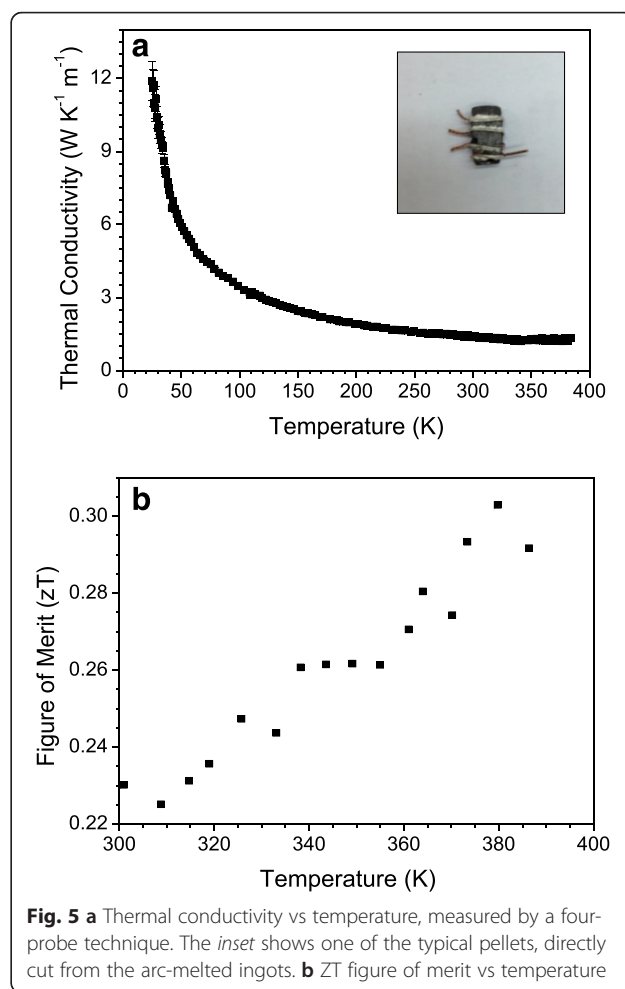 a
Thermal Conductivity (W K⁻¹ m⁻¹)
12
9
6
3
0
0 50 100 150 200 250 300 350 400
Temperature (K)
b
Figure of Merit (zT)
0.30
0.28
0.26
0.24
0.22
300 320 340 360 380 400
Temperature (K)
Fig. 5 a Thermal conductivity vs temperature, measured by a four-
probe technique. The inset shows one of the typical pellets, directly
cut from the arc-melted ingots. b ZT figure of merit vs temperature